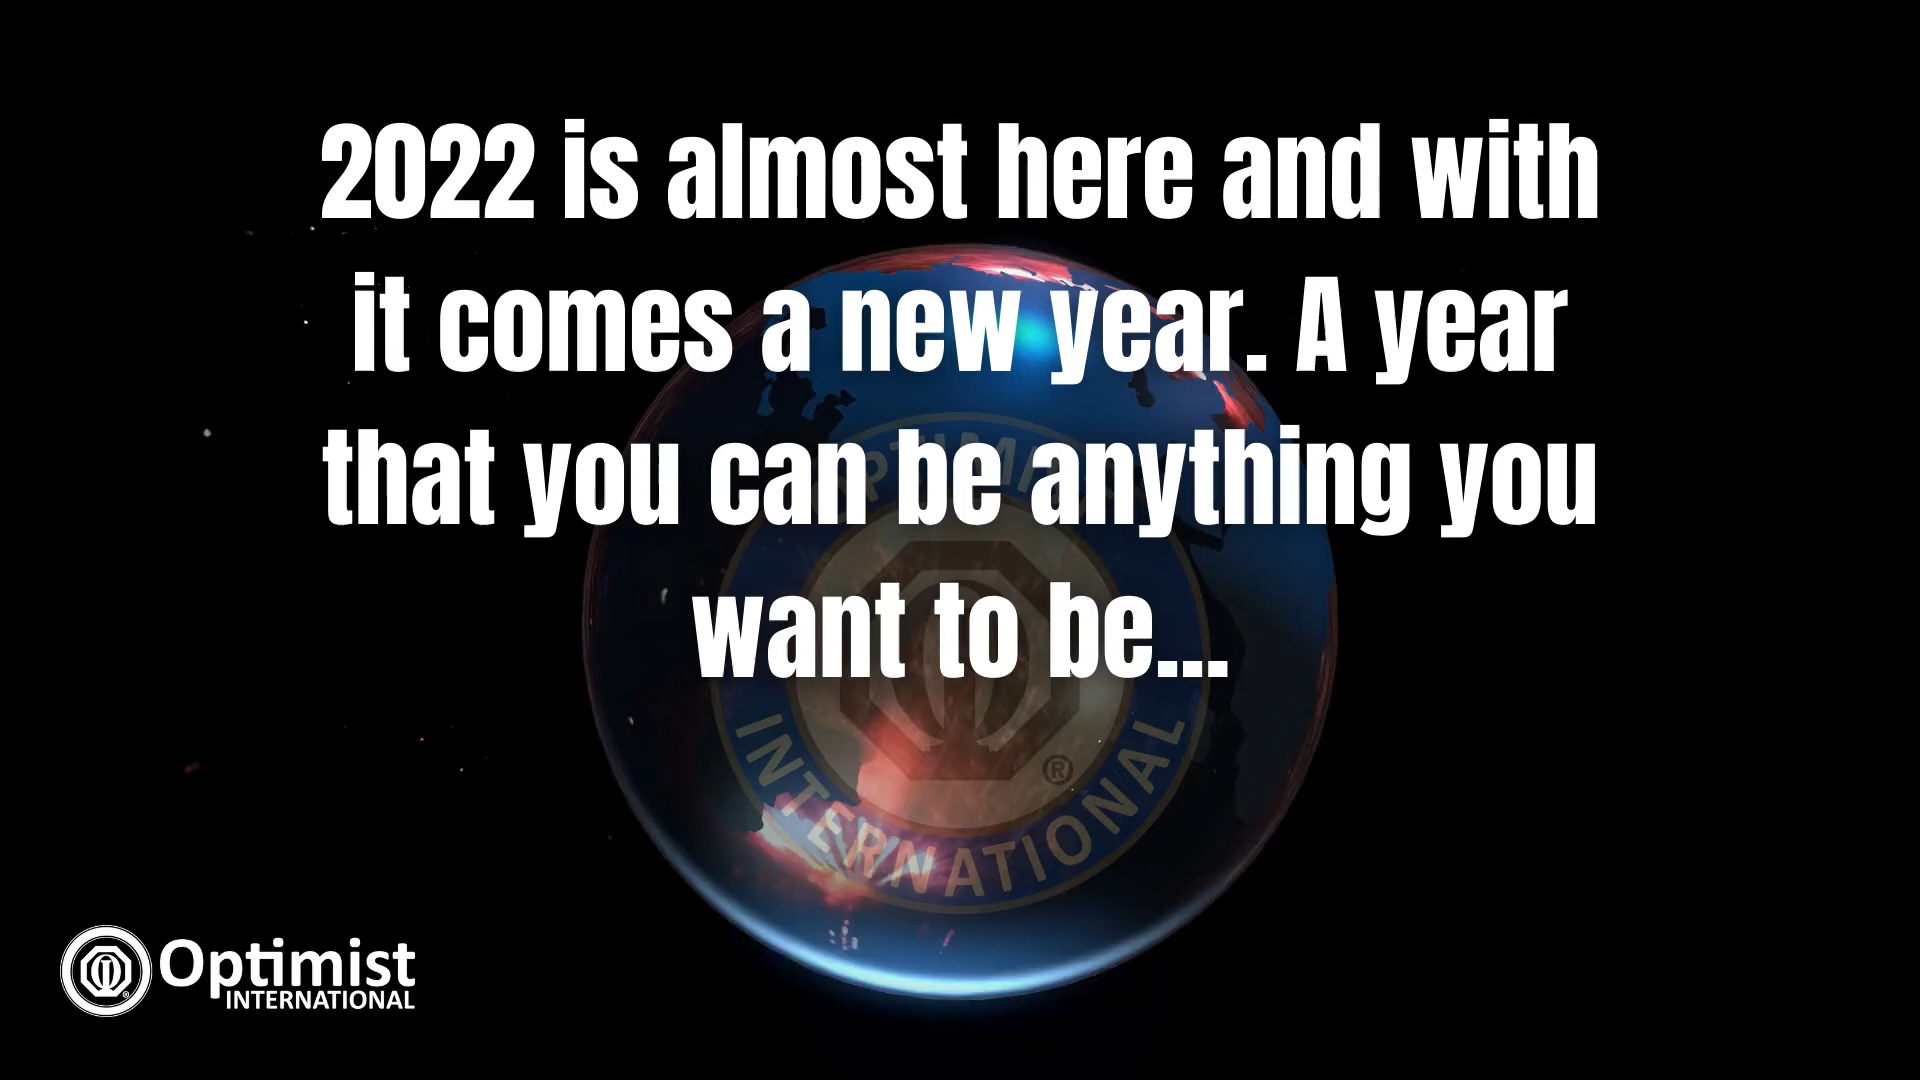 2022 is almost here and with
it comes a new year. A year
that you can be anything you
want to be...
OPTIMIST
INTERNATIONAL
®
Optimist
INTERNATIONAL